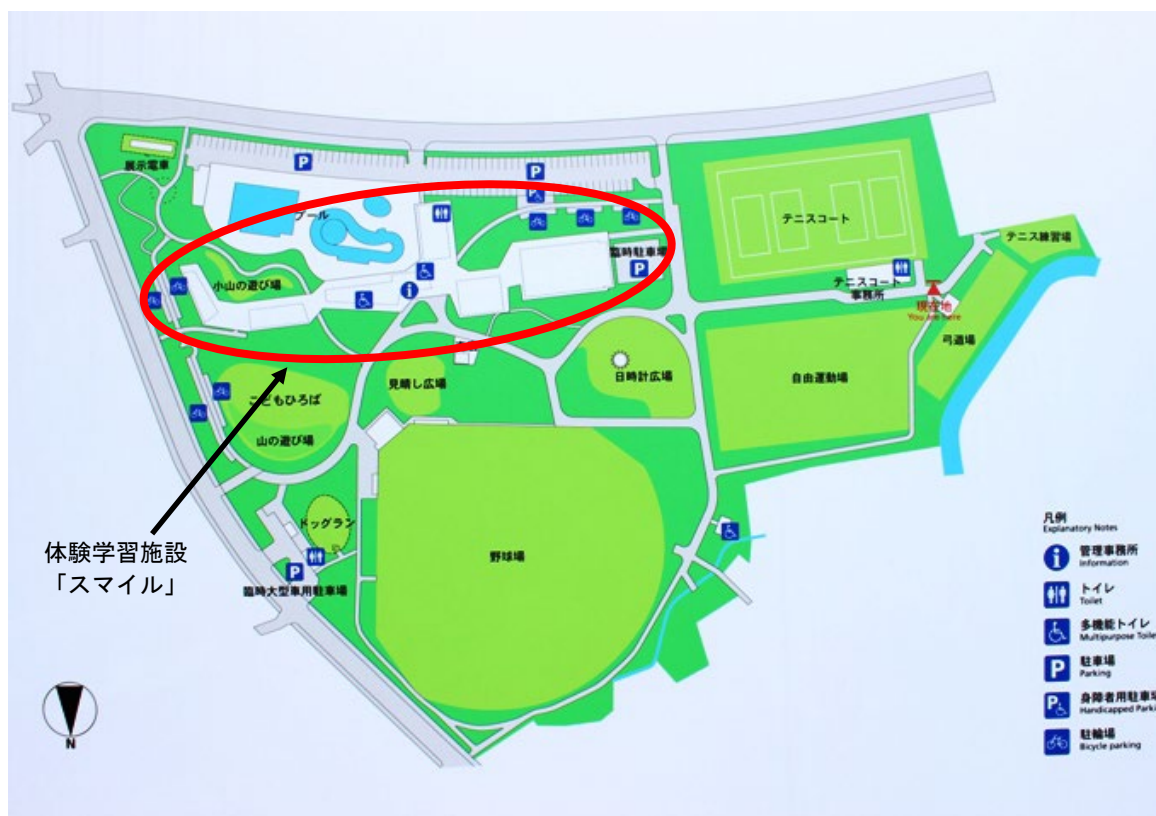 展示電車
P
P
P
プール
テニスコート
テニス練習場
小山の遊び場
臨時駐車場
P
i
テニスコート
事務所
現在地
You are here
弓道場
見晴し広場
日時計広場
自由運動場
こどもひろば
山の遊び場
ドッグラン
野球場
体験学習施設
「スマイル」
P
臨時大型車用駐車場
N
凡例
Explanatory Notes
i
管理事務所
Information
トイレ
Toilet
多機能トイレ
Multipurpose Toile
P
駐車場
Parking
P
身障者用駐車場
Handicapped Parki
駐輪場
Bicycle parking